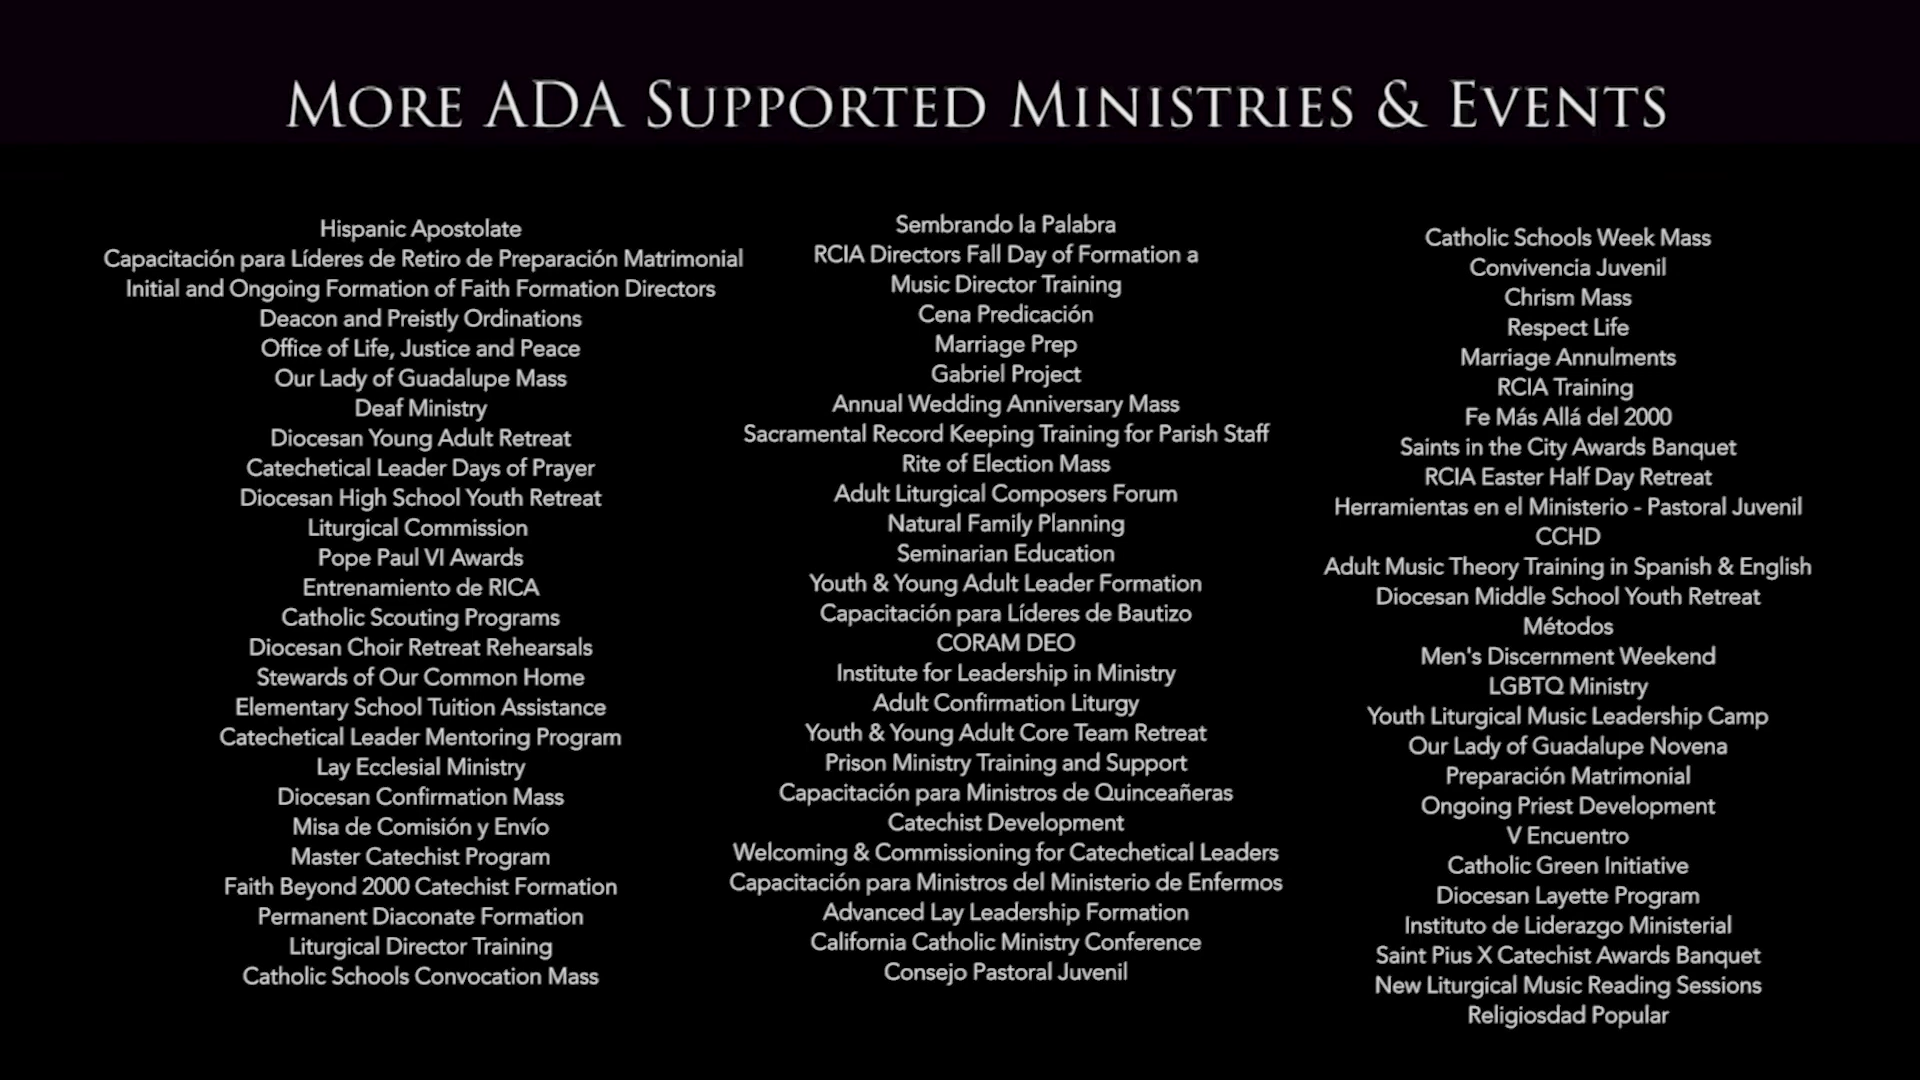 MORE ADA SUPPORTED MINISTRIES & EVENTS
Hispanic Apostolate
Capacitación para Líderes de Retiro de Preparación Matrimonial
Initial and Ongoing Formation of Faith Formation Directors
Deacon and Preistly Ordinations
Office of Life, Justice and Peace
Our Lady of Guadalupe Mass
Deaf Ministry
Diocesan Young Adult Retreat
Catechetical Leader Days of Prayer
Diocesan High School Youth Retreat
Liturgical Commission
Pope Paul VI Awards
Entrenamiento de RICA
Catholic Scouting Programs
Diocesan Choir Retreat Rehearsals
Stewards of Our Common Home
Elementary School Tuition Assistance
Catechetical Leader Mentoring Program
Lay Ecclesial Ministry
Diocesan Confirmation Mass
Misa de Comisión y Envío
Master Catechist Program
Faith Beyond 2000 Catechist Formation
Permanent Diaconate Formation
Liturgical Director Training
Catholic Schools Convocation Mass
Sembrando la Palabra
RCIA Directors Fall Day of Formation a
Music Director Training
Cena Predicación
Marriage Prep
Gabriel Project
Annual Wedding Anniversary Mass
Sacramental Record Keeping Training for Parish Staff
Rite of Election Mass
Adult Liturgical Composers Forum
Natural Family Planning
Seminarian Education
Youth & Young Adult Leader Formation
Capacitación para Líderes de Bautizo
CORAM DEO
Institute for Leadership in Ministry
Adult Confirmation Liturgy
Youth & Young Adult Core Team Retreat
Prison Ministry Training and Support
Capacitación para Ministros de Quinceañeras
Catechist Development
Welcoming & Commissioning for Catechetical Leaders
Capacitación para Ministros del Ministerio de Enfermos
Advanced Lay Leadership Formation
California Catholic Ministry Conference
Consejo Pastoral Juvenil
Catholic Schools Week Mass
Convivencia Juvenil
Chrism Mass
Respect Life
Marriage Annulments
RCIA Training
Fe Más Allá del 2000
Saints in the City Awards Banquet
RCIA Easter Half Day Retreat
Herramientas en el Ministerio - Pastoral Juvenil
CCHD
Adult Music Theory Training in Spanish & English
Diocesan Middle School Youth Retreat
Métodos
Men's Discernment Weekend
LGBTQ Ministry
Youth Liturgical Music Leadership Camp
Our Lady of Guadalupe Novena
Preparación Matrimonial
Ongoing Priest Development
V Encuentro
Catholic Green Initiative
Diocesan Layette Program
Instituto de Liderazgo Ministerial
Saint Pius X Catechist Awards Banquet
New Liturgical Music Reading Sessions
Religiosdad Popular